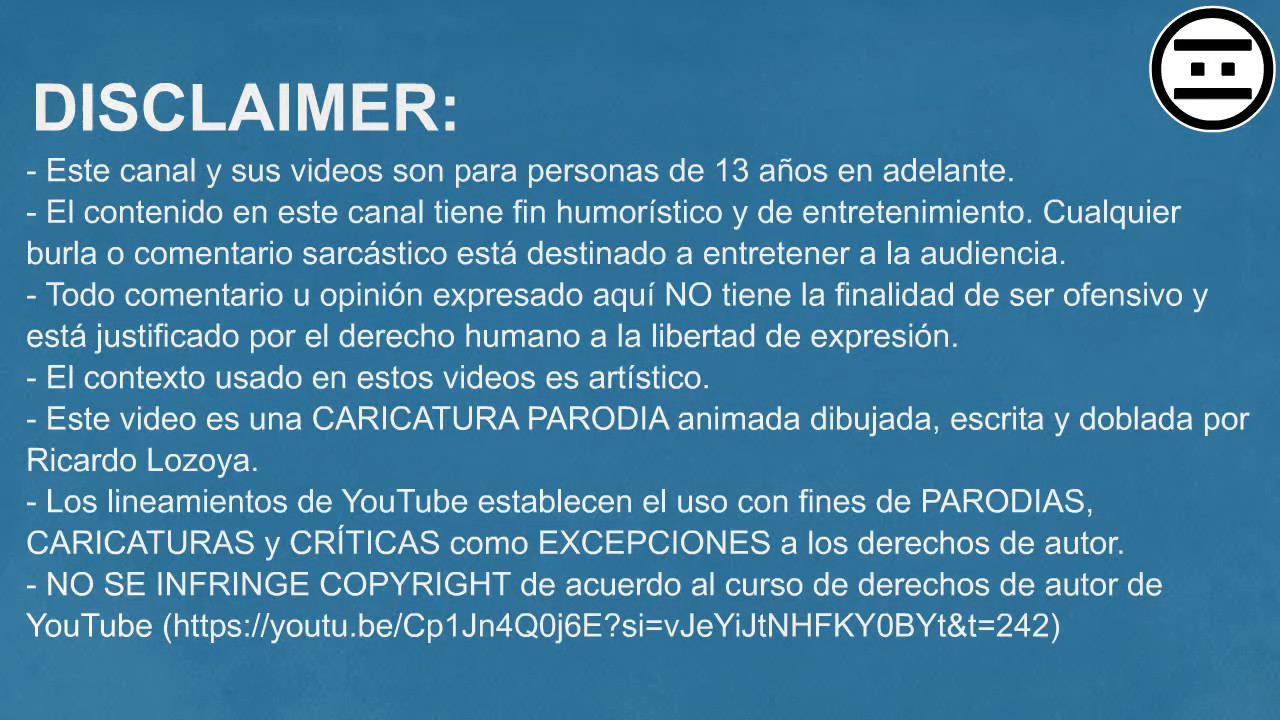 DISCLAIMER:
- Este canal y sus videos son para personas de 13 años en adelante.
- El contenido en este canal tiene fin humorístico y de entretenimiento. Cualquier
burla o comentario sarcástico está destinado a entretener a la audiencia.
- Todo comentario u opinión expresado aquí NO tiene la finalidad de ser ofensivo y
está justificado por el derecho humano a la libertad de expresión.
- El contexto usado en estos videos es artístico.
- Este video es una CARICATURA PARODIA animada dibujada, escrita y doblada por
Ricardo Lozoya.
- Los lineamientos de YouTube establecen el uso con fines de PARODIAS,
CARICATURAS y CRÍTICAS como EXCEPCIONES a los derechos de autor.
- NO SE INFRINGE COPYRIGHT de acuerdo al curso de derechos de autor de
YouTube (https://youtu.be/Cp1Jn4Q0j6E?si=vJeYiJtNHFKY0BYt&t=242)